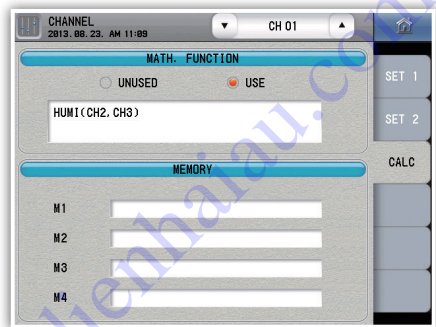 CHANNEL
2013.08.23. AM 11:09
CH 01
MATH. FUNCTION
UNUSED
USE
HUMI(CH2,CH3)
MEMORY
M1
M2
M3
M4
SET 1
SET 2
CALC